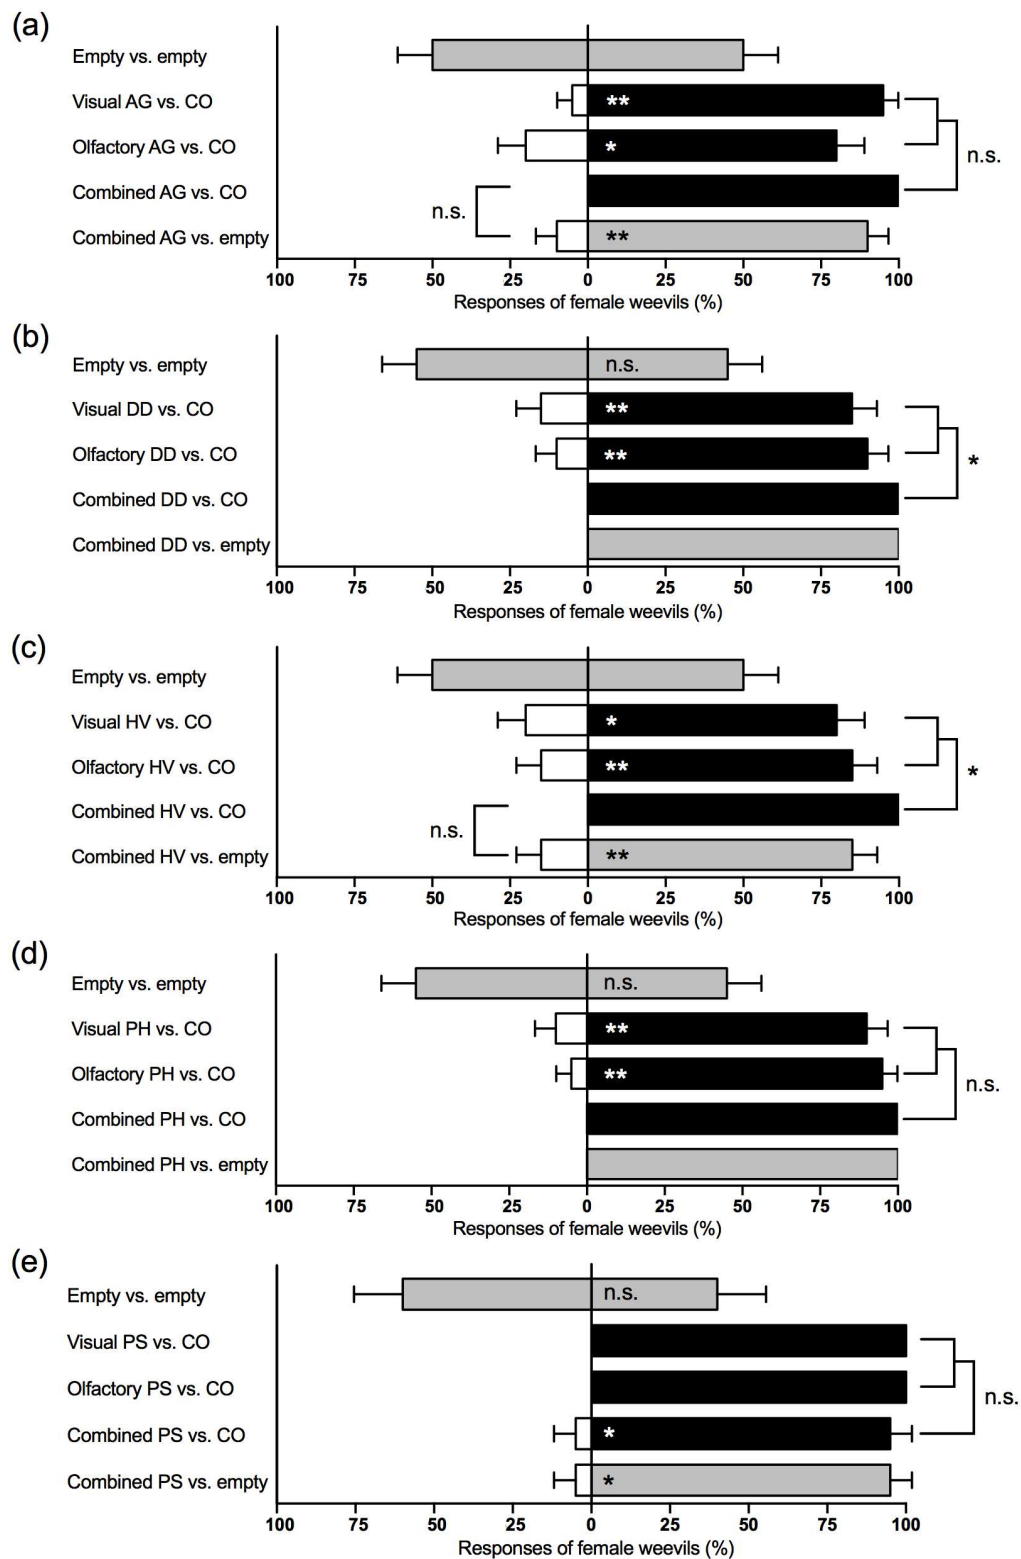 (a)
Empty vs. empty
Visual AG vs. CO **
Olfactory AG vs. CO *
n.s.
Combined AG vs. CO
n.s.
Combined AG vs. empty **
100 75 50 25 0 25 50 75 100
Responses of female weevils (%)
(b)
Empty vs. empty n.s.
Visual DD vs. CO **
Olfactory DD vs. CO ** *
Combined DD vs. CO
Combined DD vs. empty
100 75 50 25 0 25 50 75 100
Responses of female weevils (%)
(c)
Empty vs. empty
Visual HV vs. CO *
Olfactory HV vs. CO ** *
Combined HV vs. CO
n.s.
Combined HV vs. empty **
100 75 50 25 0 25 50 75 100
Responses of female weevils (%)
(d)
Empty vs. empty n.s.
Visual PH vs. CO **
Olfactory PH vs. CO ** n.s.
Combined PH vs. CO
Combined PH vs. empty
100 75 50 25 0 25 50 75 100
Responses of female weevils (%)
(e)
Empty vs. empty n.s.
Visual PS vs. CO
Olfactory PS vs. CO n.s.
Combined PS vs. CO *
Combined PS vs. empty *
100 75 50 25 0 25 50 75 100
Responses of female weevils (%)